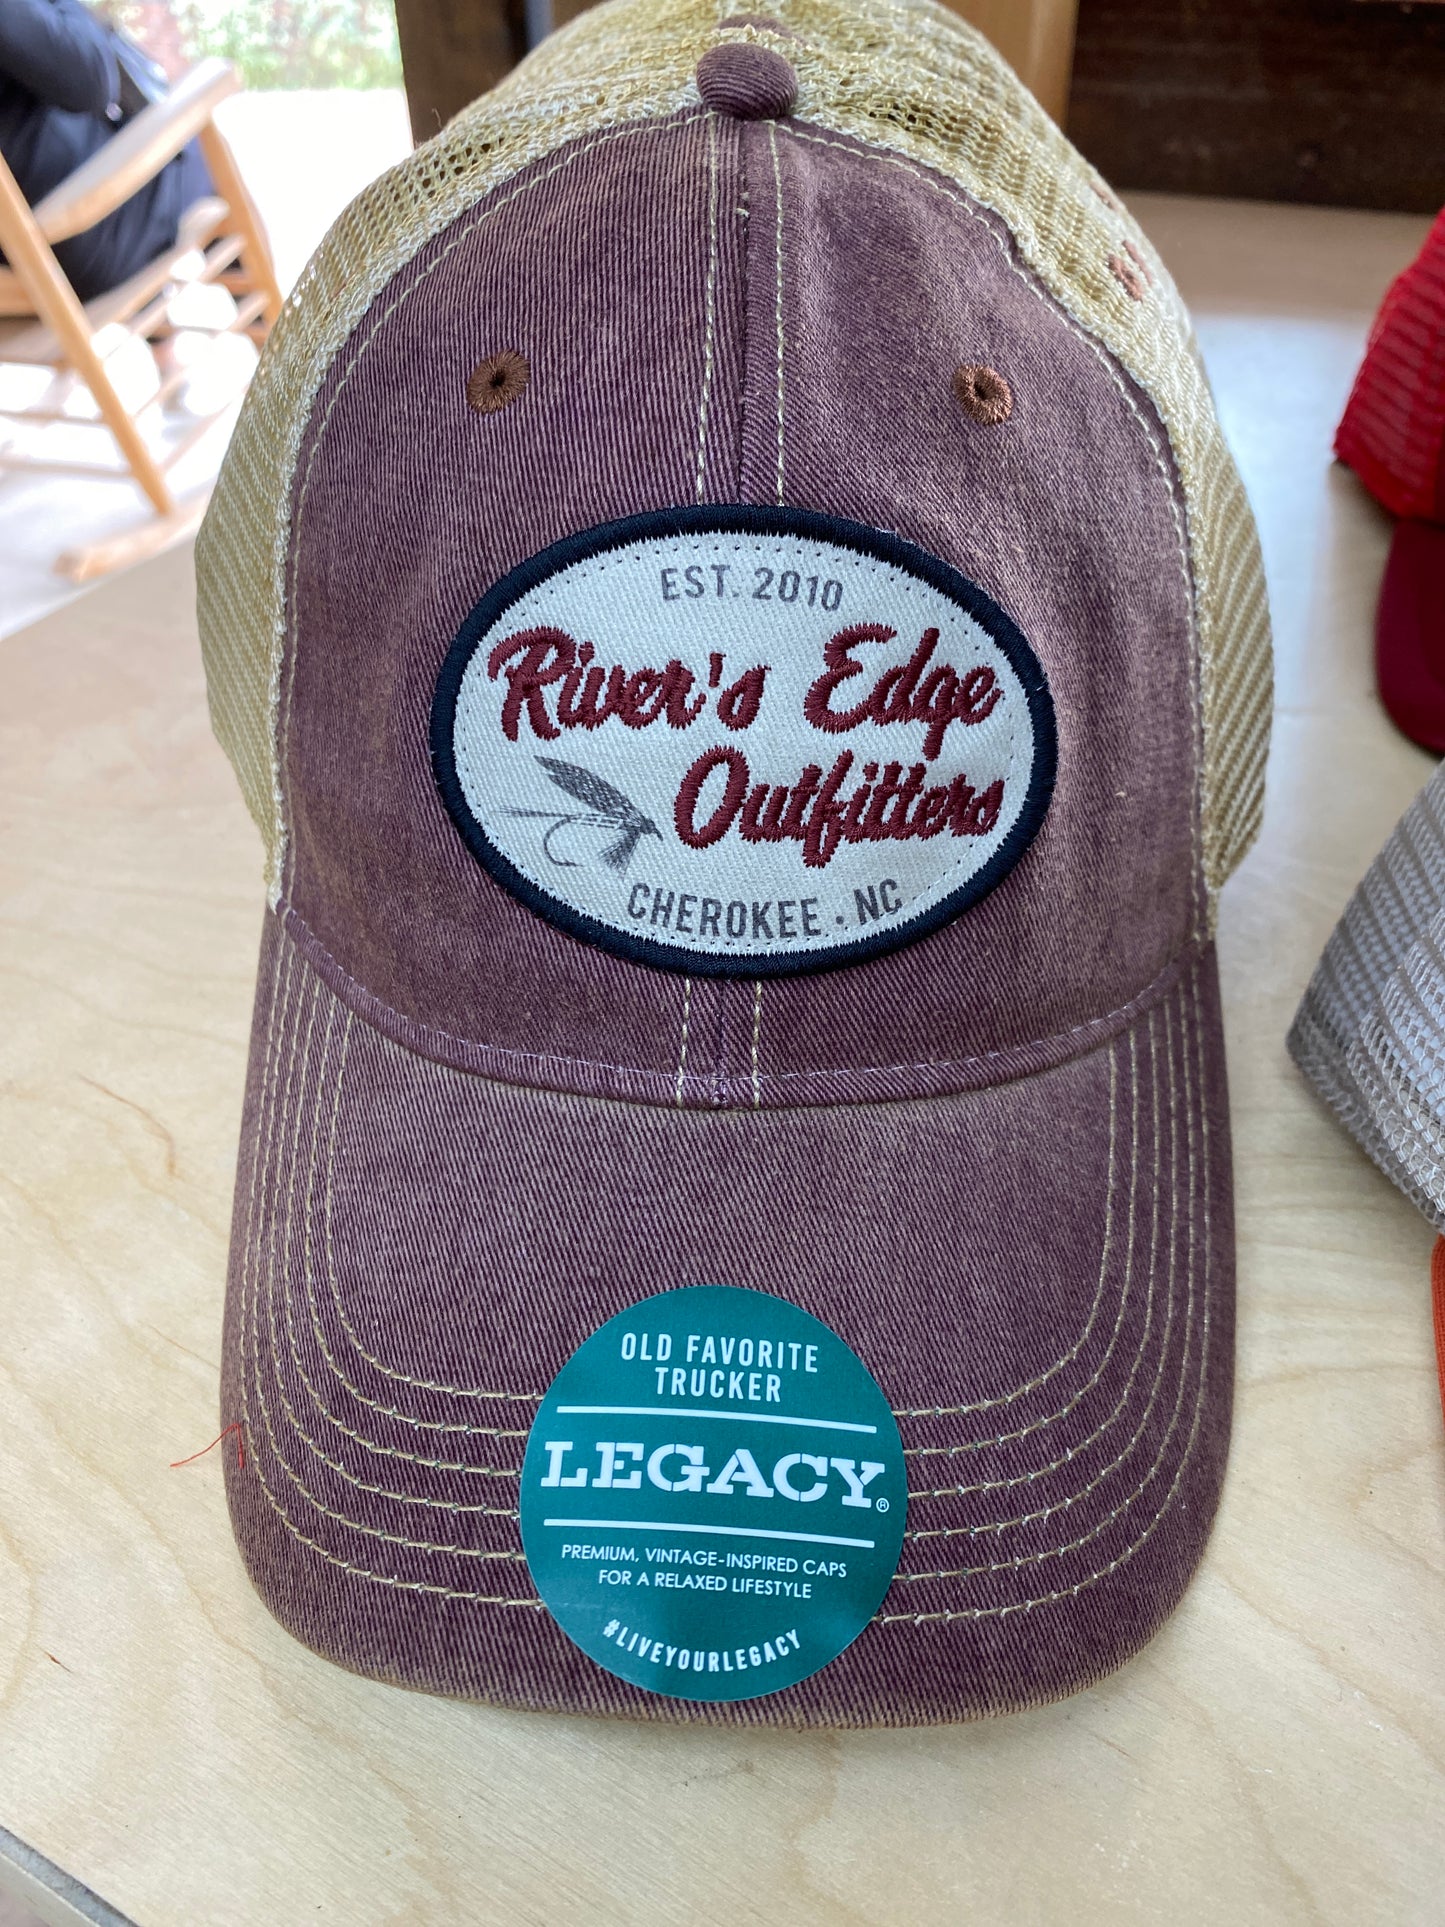 EST. 2010
River's Edge
Outfitters
CHEROKEE · NC
OLD FAVORITE
TRUCKER
LEGACY®
PREMIUM, VINTAGE-INSPIRED CAPS
FOR A RELAXED LIFESTYLE
#LIVEYOURLEGACY